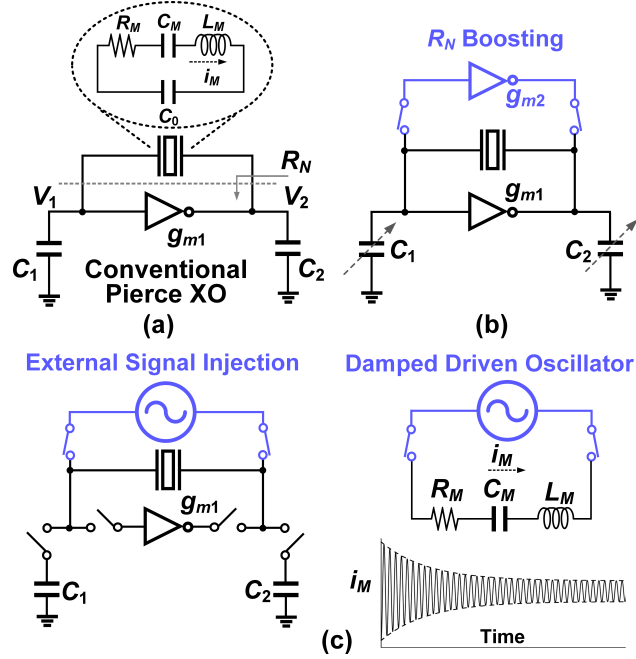 R_M C_M L_M
i_M
C_0
R_N
V_1 V_2
g_m1
C_1 C_2
Conventional
Pierce XO
(a)
R_N Boosting
g_m2
g_m1
C_1 C_2
(b)
External Signal Injection
g_m1
C_1 C_2
Damped Driven Oscillator
i_M
R_M C_M L_M
i_M
Time
(c)